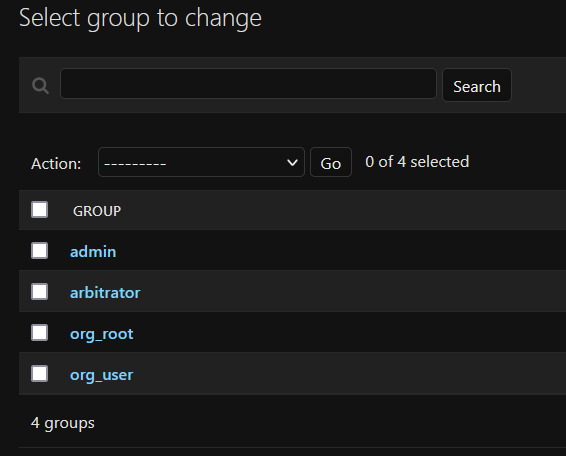 Select group to change
Search
Action: --------- Go 0 of 4 selected
GROUP
admin
arbitrator
org_root
org_user
4 groups